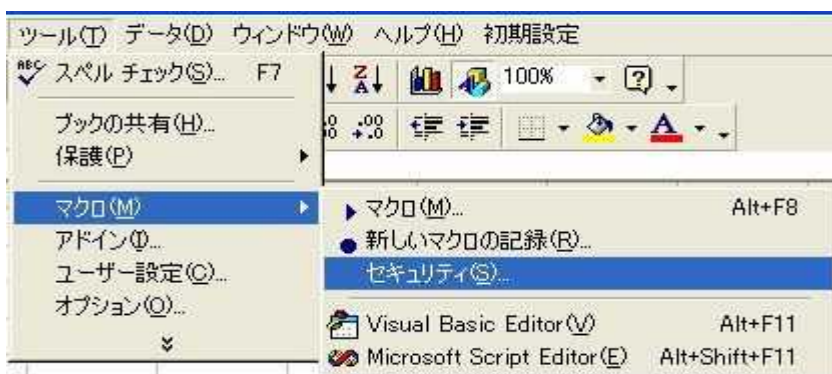 ツール(T) データ(D) ウィンドウ(W) ヘルプ(H) 初期設定
ABC スペル チェック(S)... F7
Z A 100% ?
ブックの共有(H)...
.00 +.0 A
保護(P)
マクロ(M)
マクロ(M)... Alt+F8
アドイン(I)...
新しいマクロの記録(R)...
ユーザー設定(C)...
セキュリティ(S)...
オプション(O)...
Visual Basic Editor(V) Alt+F11
Microsoft Script Editor(E) Alt+Shift+F11